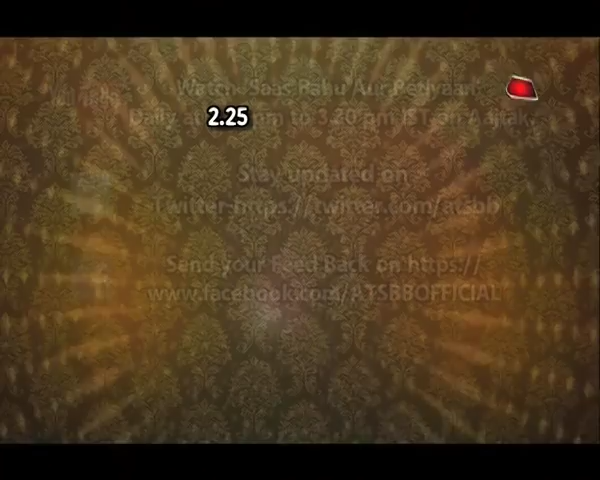 Watch Saas Bahu Aur Betiyaan
Daily at 2.25 pm to 3.20 pm IST on Aajtak
Stay updated on
Twitter-https://twitter.com/atsbb
Send your Feed Back on https://
www.facebook.com/ATSBBOFFICIAL